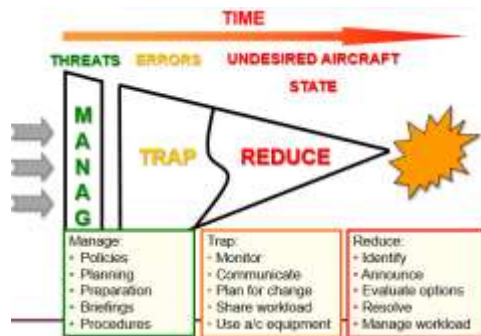 TIME
THREATS ERRORS UNDESIRED AIRCRAFT
STATE
M
A
N
A
G
TRAP
REDUCE
Manage:
• Policies
• Planning
• Preparation
• Briefings
• Procedures
Trap:
• Monitor
• Communicate
• Plan for change
• Share workload
• Use a/c equipment
Reduce:
• Identify
• Announce
• Evaluate options
• Resolve
• Manage workload